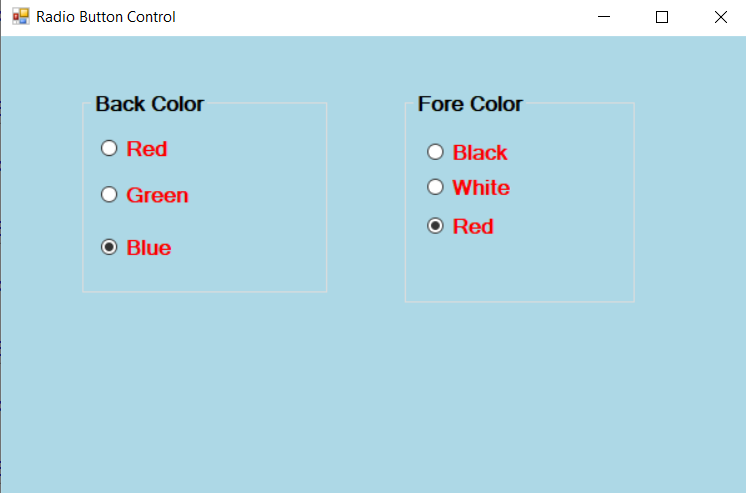 Radio Button Control
Back Color
Red
Green
Blue
Fore Color
Black
White
Red